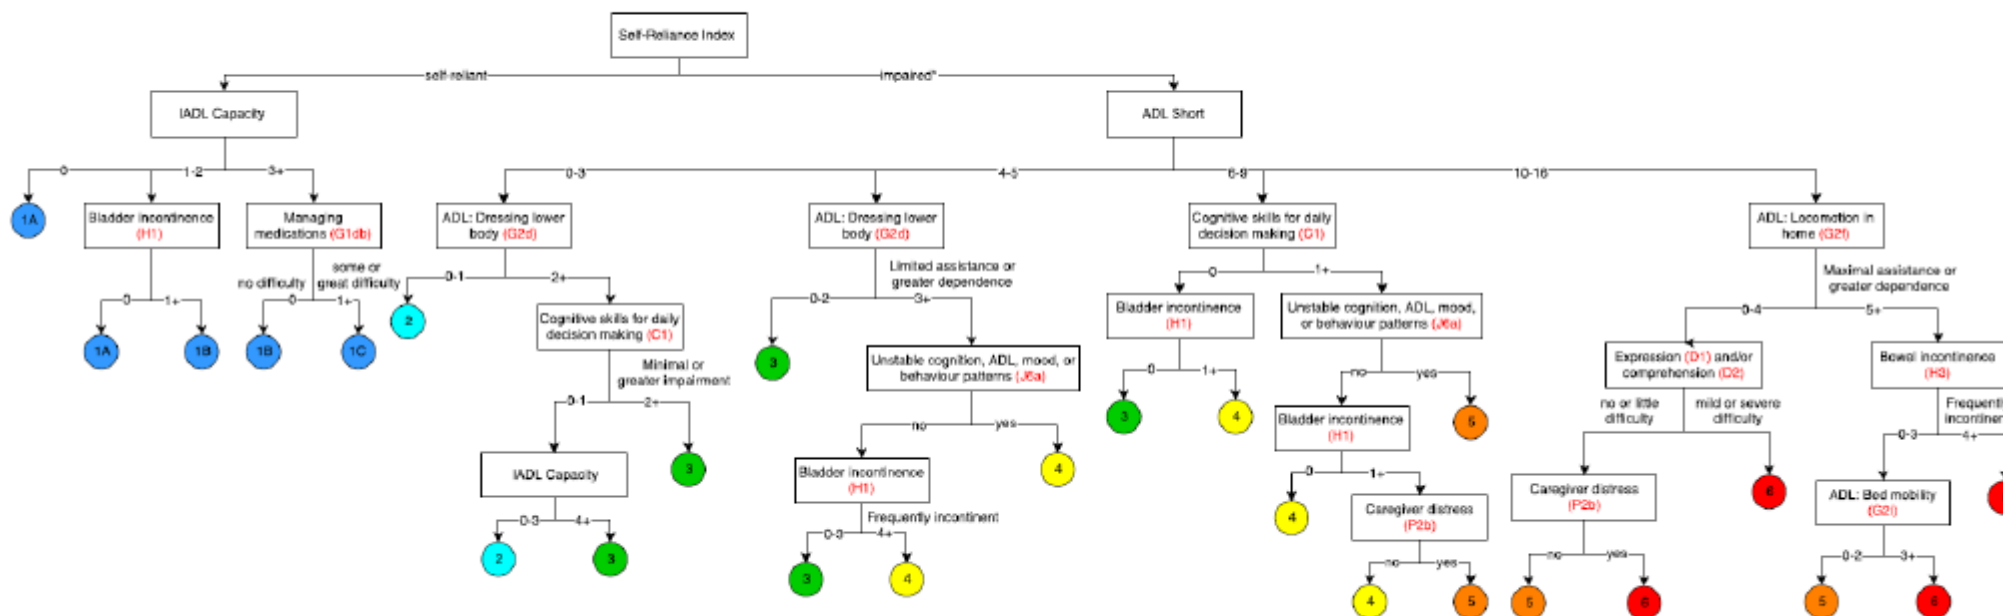 Self-Reliance Index
self-reliant
impaired*
IADL Capacity
ADL Short
0
1-2
3+
0-3
4-5
6-9
10-16
1A
Bladder incontinence
(H1)
Managing
medications (G1db)
ADL: Dressing lower
body (G2d)
ADL: Dressing lower
body (G2d)
Cognitive skills for daily
decision making (C1)
ADL: Locomotion in
home (G2f)
no difficulty
some or
great difficulty
0
1+
0
1+
0-1
2+
Limited assistance or
greater dependence
0-2
3+
0
1+
Maximal assistance or
greater dependence
0-4
5+
1A
1B
1B
1C
2
Cognitive skills for daily
decision making (C1)
3
Unstable cognition, ADL, mood, or
behaviour patterns (J6a)
Bladder incontinence
(H1)
Unstable cognition, ADL, mood,
or behaviour patterns (J6a)
Expression (D1) and/or
comprehension (D2)
Bowel incontinence
(H3)
Minimal or
greater impairment
0-1
2+
no
yes
0
1+
no
yes
no or little
difficulty
mild or severe
difficulty
0-3
4+
IADL Capacity
3
Bladder incontinence
(H1)
4
3
4
Bladder incontinence
(H1)
5
Caregiver distress
(P2b)
6
ADL: Bed mobility
(G2i)
0-3
4+
Frequently incontinent
0-3
4+
0
1+
4
Caregiver distress
(P2b)
no
yes
0-2
3+
2
3
3
4
no
yes
4
5
5
6
5
6